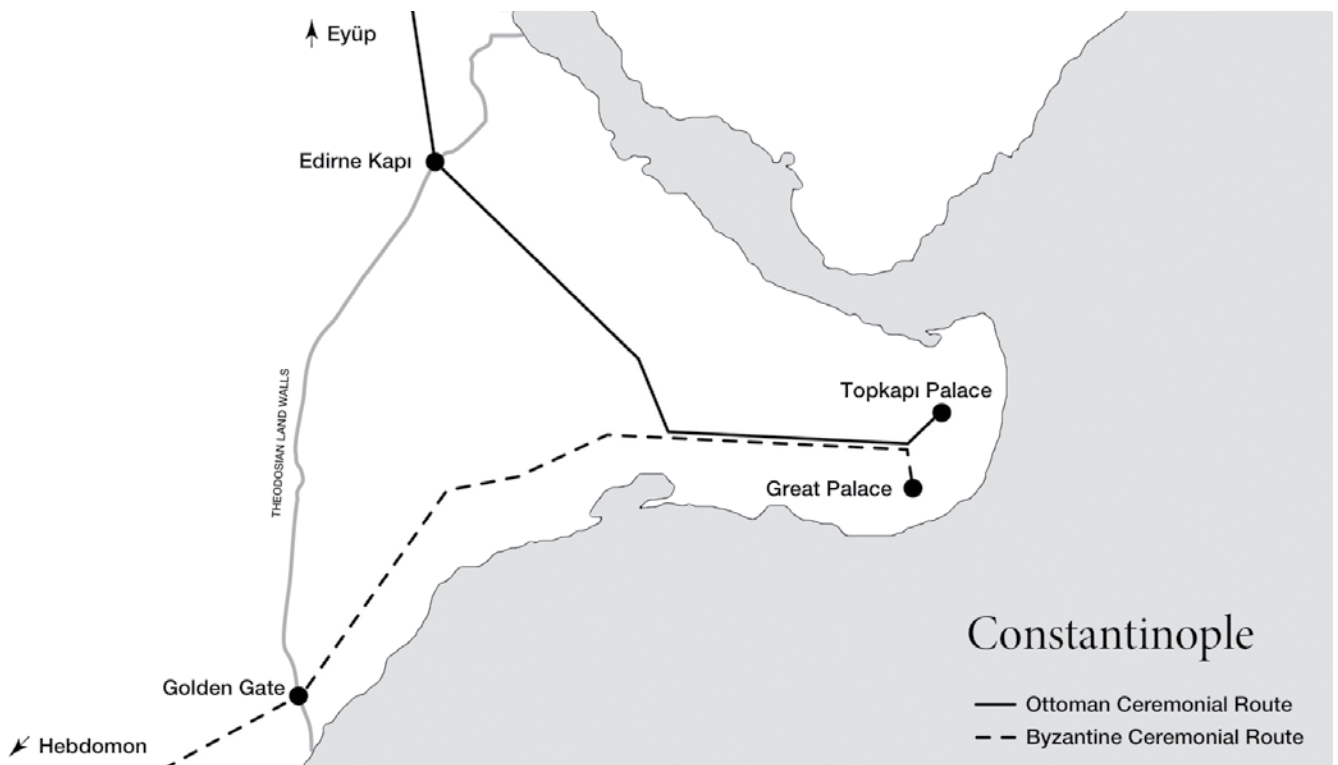 Eyüp
Edirne Kapı
THEODOSIAN LAND WALLS
Topkapı Palace
Great Palace
Golden Gate
Hebdomon
Constantinople
Ottoman Ceremonial Route
Byzantine Ceremonial Route